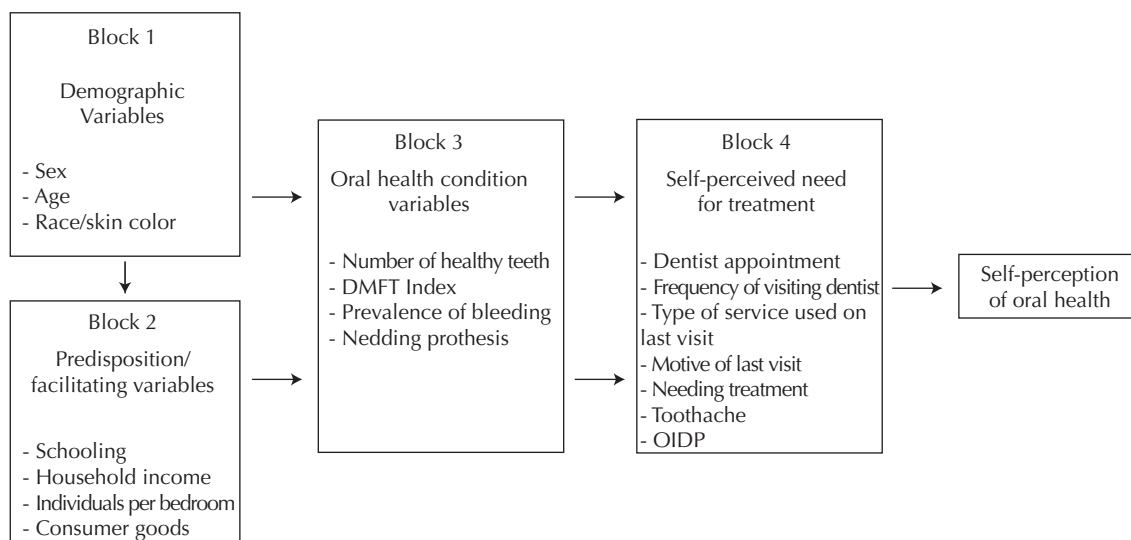 Block 1
Demographic
Variables
- Sex
- Age
- Race/skin color
Block 2
Predisposition/
facilitating variables
- Schooling
- Household income
- Individuals per bedroom
- Consumer goods
Block 3
Oral health condition
variables
- Number of healthy teeth
- DMFT Index
- Prevalence of bleeding
- Nedding prothesis
Block 4
Self-perceived need
for treatment
- Dentist appointment
- Frequency of visiting dentist
- Type of service used on
last visit
- Motive of last visit
- Needing treatment
- Toothache
- OIDP
Self-perception
of oral health